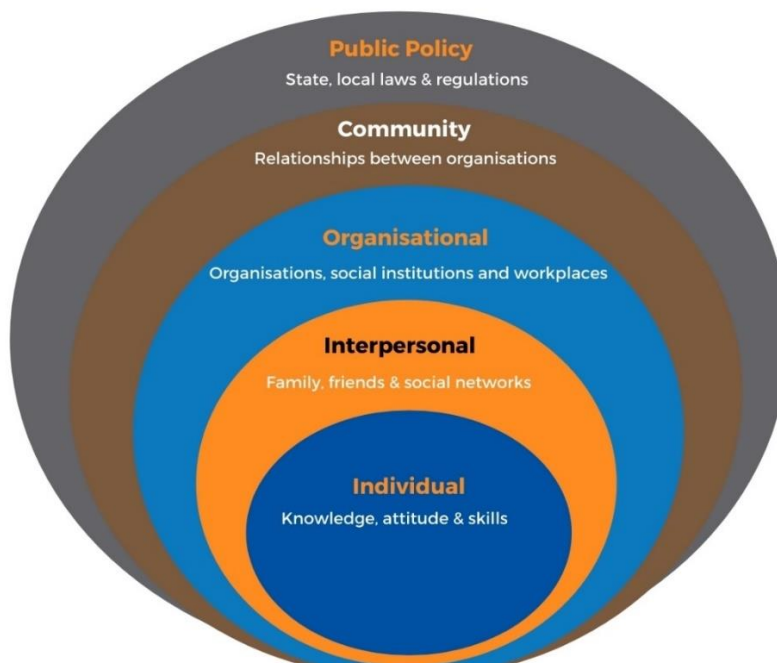 Public Policy
State, local laws & regulations
Community
Relationships between organisations
Organisational
Organisations, social institutions and workplaces
Interpersonal
Family, friends & social networks
Individual
Knowledge, attitude & skills